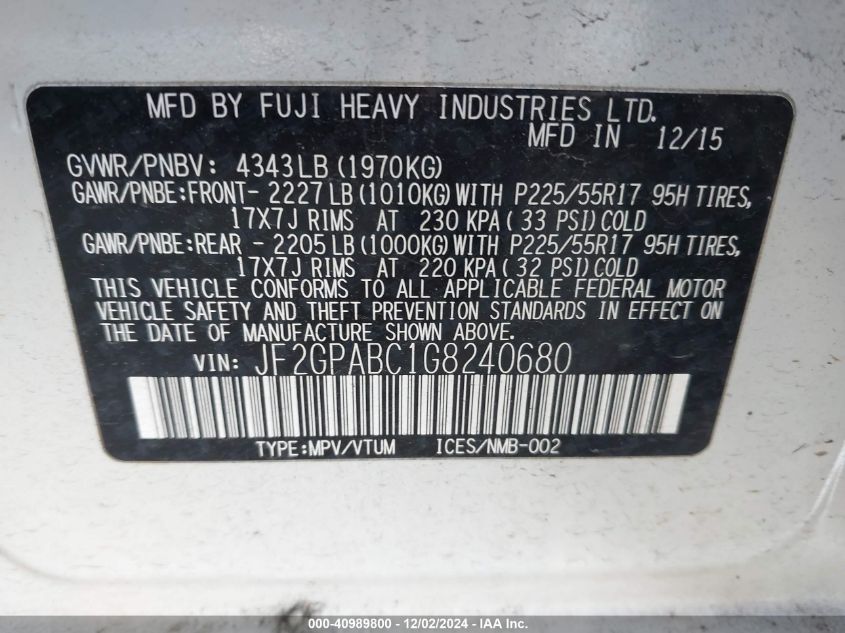 MFD BY FUJI HEAVY INDUSTRIES LTD.
MFD IN 12/15
GVWR/PNBV: 4343LB (1970KG)
GAWR/PNBE:FRONT- 2227 LB (1010KG) WITH P225/55R17 95H TIRES,
17X7J RIMS AT 230 KPA ( 33 PSI) COLD
GAWR/PNBE:REAR - 2205 LB (1000KG) WITH P225/55R17 95H TIRES,
17X7J RIMS AT 220 KPA ( 32 PSI) COLD
THIS VEHICLE CONFORMS TO ALL APPLICABLE FEDERAL MOTOR
VEHICLE SAFETY AND THEFT PREVENTION STANDARDS IN EFFECT ON
THE DATE OF MANUFACTURE SHOWN ABOVE.
VIN: JF2GPABC1G8240680
TYPE:MPV/VTUM ICES/NMB-002
000-40989800 - 12/02/2024 - IAAI.COM